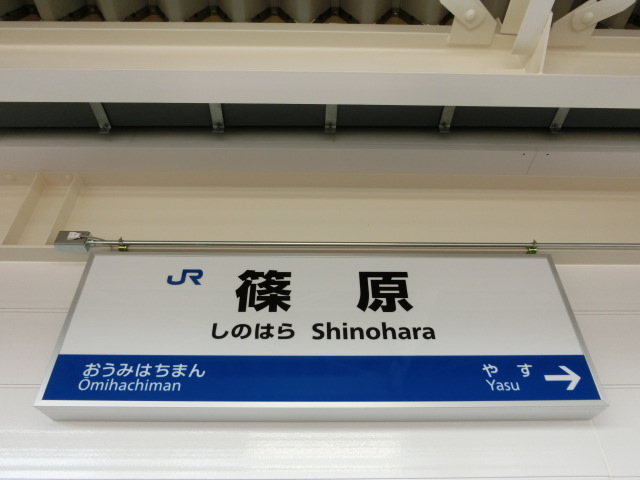 JR 篠原
しのはら Shinohara
おうみはちまん やす →
Omihachiman Yasu